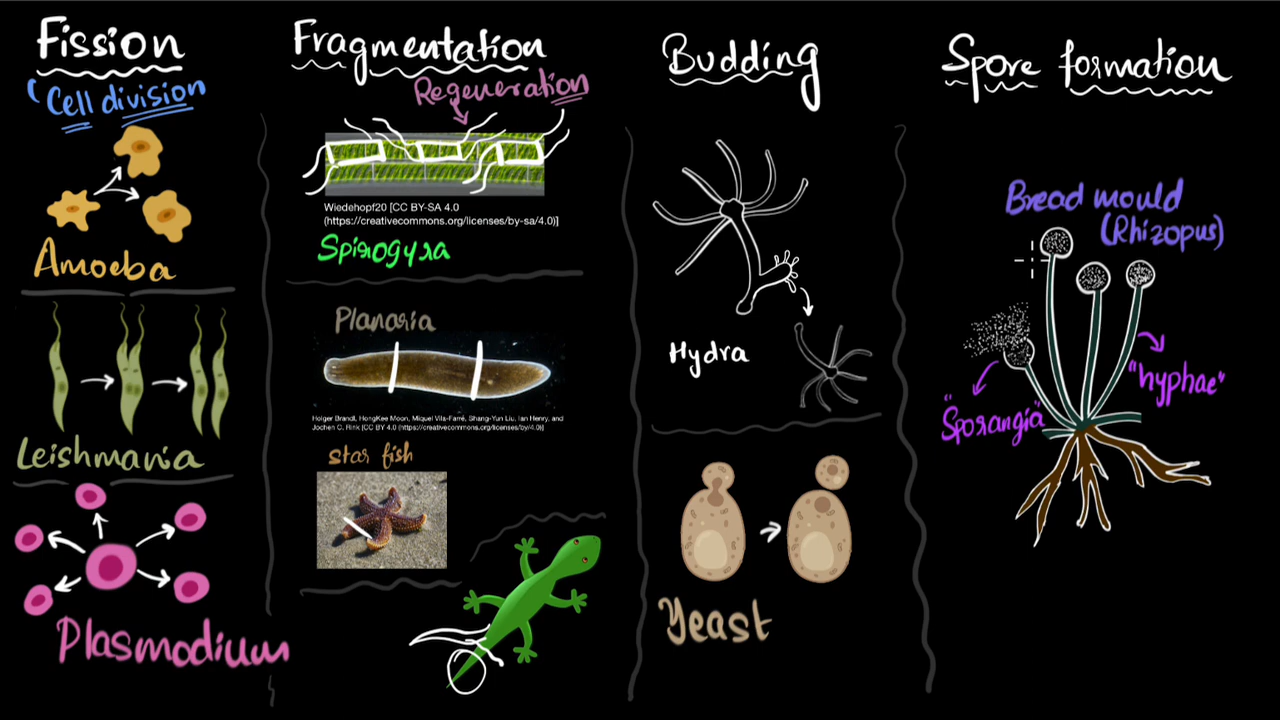 Fission
(Cell division
Amoeba
Leishmania
Plasmodium
Fragmentation
Regeneration
Wiedehopf20 [CC BY-SA 4.0
(https://creativecommons.org/licenses/by-sa/4.0)]
Spirogyra
Planaria
Holger Brandl, HongKee Moon, Miquel Vila-Farré, Shang-Yun Liu, Ian Henry, and
Jochen C. Rink [CC BY 4.0 (https://creativecommons.org/licenses/by/4.0)]
Star fish
Budding
Hydra
Yeast
Spore formation
Bread mould
(Rhizopus)
"hyphae"
"Sporangia"